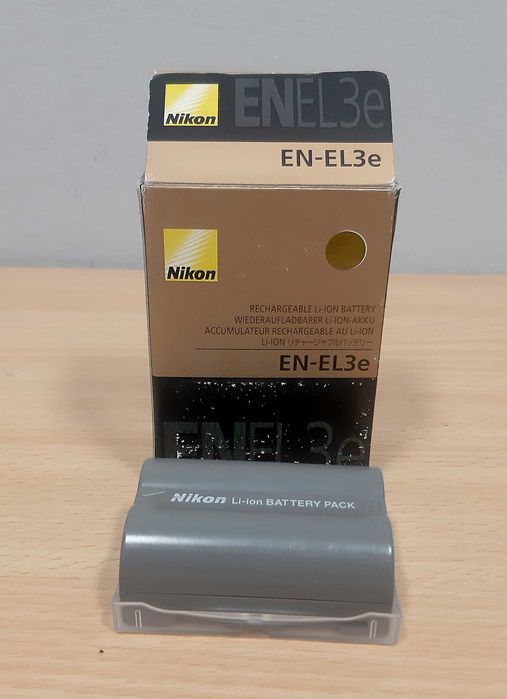 Nikon
ENEL3e
EN-EL3e
Nikon
RECHARGEABLE Li-ION BATTERY
WIEDERAUFLADBARER Li-ION-AKKU
ACCUMULATEUR RECHARGEABLE AU Li-ION
Li-ION リチャージャブルバッテリー
EN-EL3e
ENEL3e
Nikon Li-ion BATTERY PACK